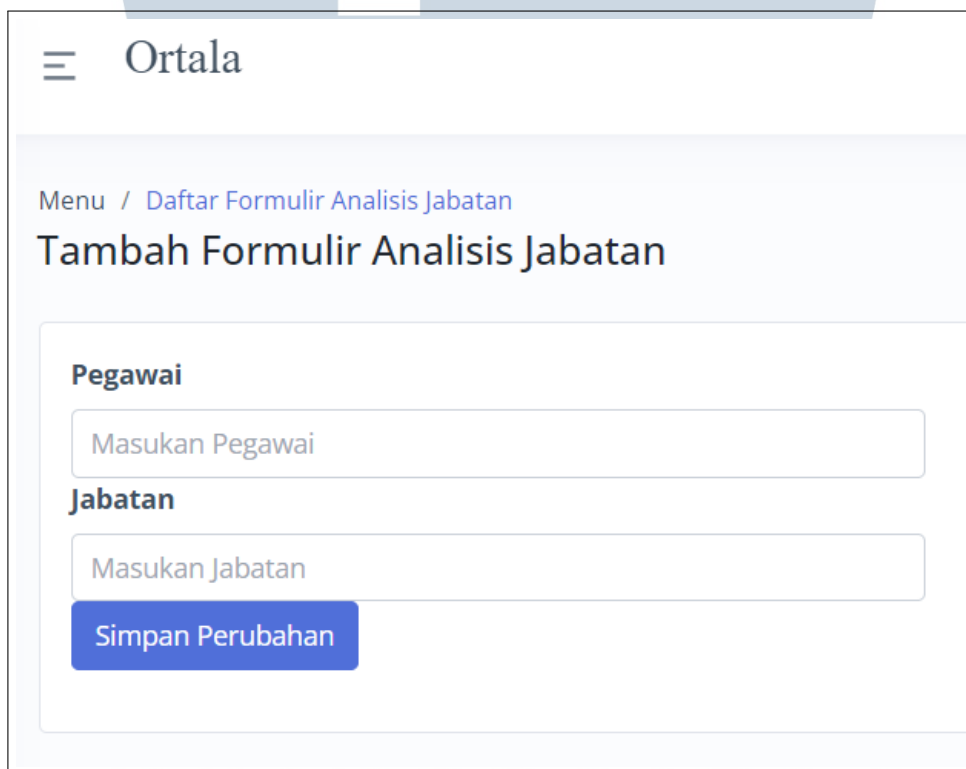 Ortala
Menu / Daftar Formulir Analisis Jabatan
Tambah Formulir Analisis Jabatan
Pegawai
Masukan Pegawai
Jabatan
Masukan Jabatan
Simpan Perubahan